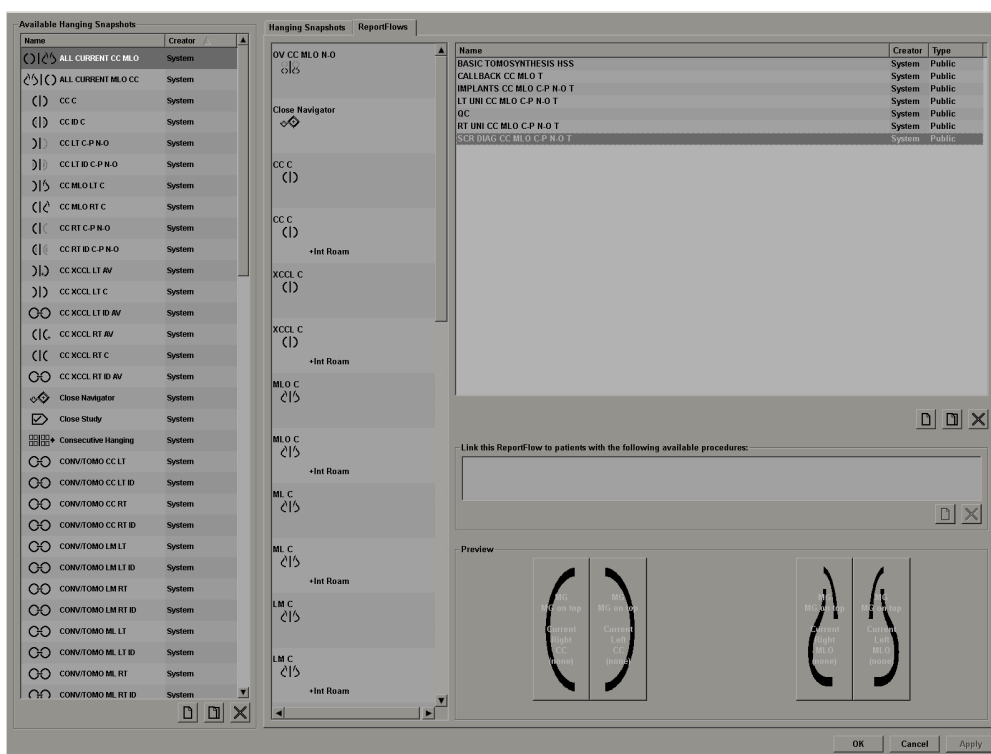 Available Hanging Snapshots
Name Creator
ALL CURRENT CC MLO System
ALL CURRENT MLO CC System
CC C System
CC ID C System
CC LT C-P N-O System
CC LT ID C-P N-O System
CC MLO LT C System
CC MLO RT C System
CC RT C-P N-O System
CC RT ID C-P N-O System
CC XCCL LT AV System
CC XCCL LT C System
CC XCCL LT ID AV System
CC XCCL RT AV System
CC XCCL RT C System
CC XCCL RT ID AV System
Close Navigator System
Close Study System
Consecutive Hanging System
CONV/TOMO CC LT System
CONV/TOMO CC LT ID System
CONV/TOMO CC RT System
CONV/TOMO CC RT ID System
CONV/TOMO LM LT System
CONV/TOMO LM LT ID System
CONV/TOMO LM RT System
CONV/TOMO LM RT ID System
CONV/TOMO ML LT System
CONV/TOMO ML LT ID System
CONV/TOMO ML RT System
CONV/TOMO ML RT ID System
Hanging Snapshots ReportFlows
OV CC MLO N-O
Close Navigator
CC C
CC C
+Int Roam
XCCL C
XCCL C
+Int Roam
MLO C
MLO C
+Int Roam
ML C
ML C
+Int Roam
LM C
LM C
+Int Roam
Name Creator Type
BASIC TOMOSYNTHESIS HSS System Public
CALLBACK CC MLO T System Public
IMPLANTS CC MLO C-P N-O T System Public
LT UNI CC MLO C-P N-O T System Public
QC System Public
RT UNI CC MLO C-P N-O T System Public
SCR DIAG CC MLO C-P N-O T System Public
Link this ReportFlow to patients with the following available procedures:
Preview
MG
MG on top
Current
Right
CC
(none)
MG
MG on top
Current
Left
CC
(none)
MG
MG on top
Current
Right
MLO
(none)
MG
MG on top
Current
Left
MLO
(none)
OK Cancel Apply